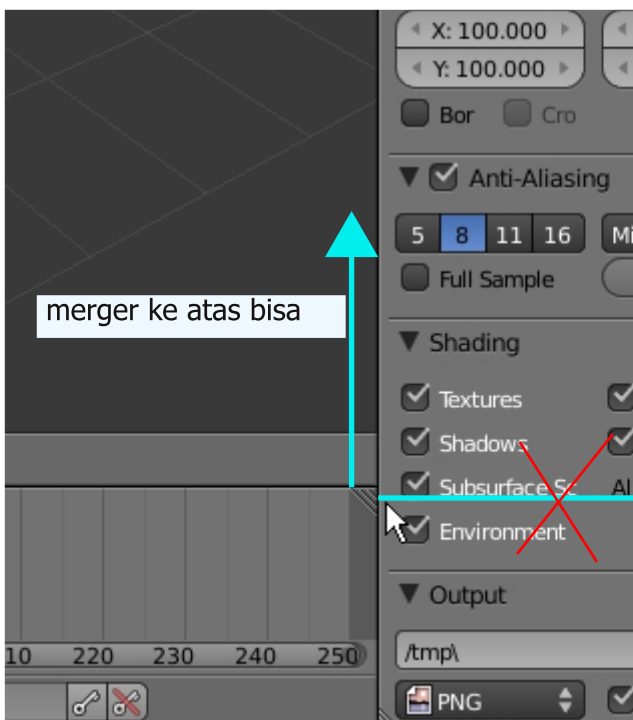 X: 100.000
Y: 100.000
Bor Cro
Anti-Aliasing
5 8 11 16
Full Sample
merger ke atas bisa
Shading
Textures
Shadows
Subsurface Sc
Al
Environment
Output
220 230 240 250
/tmp\
PNG